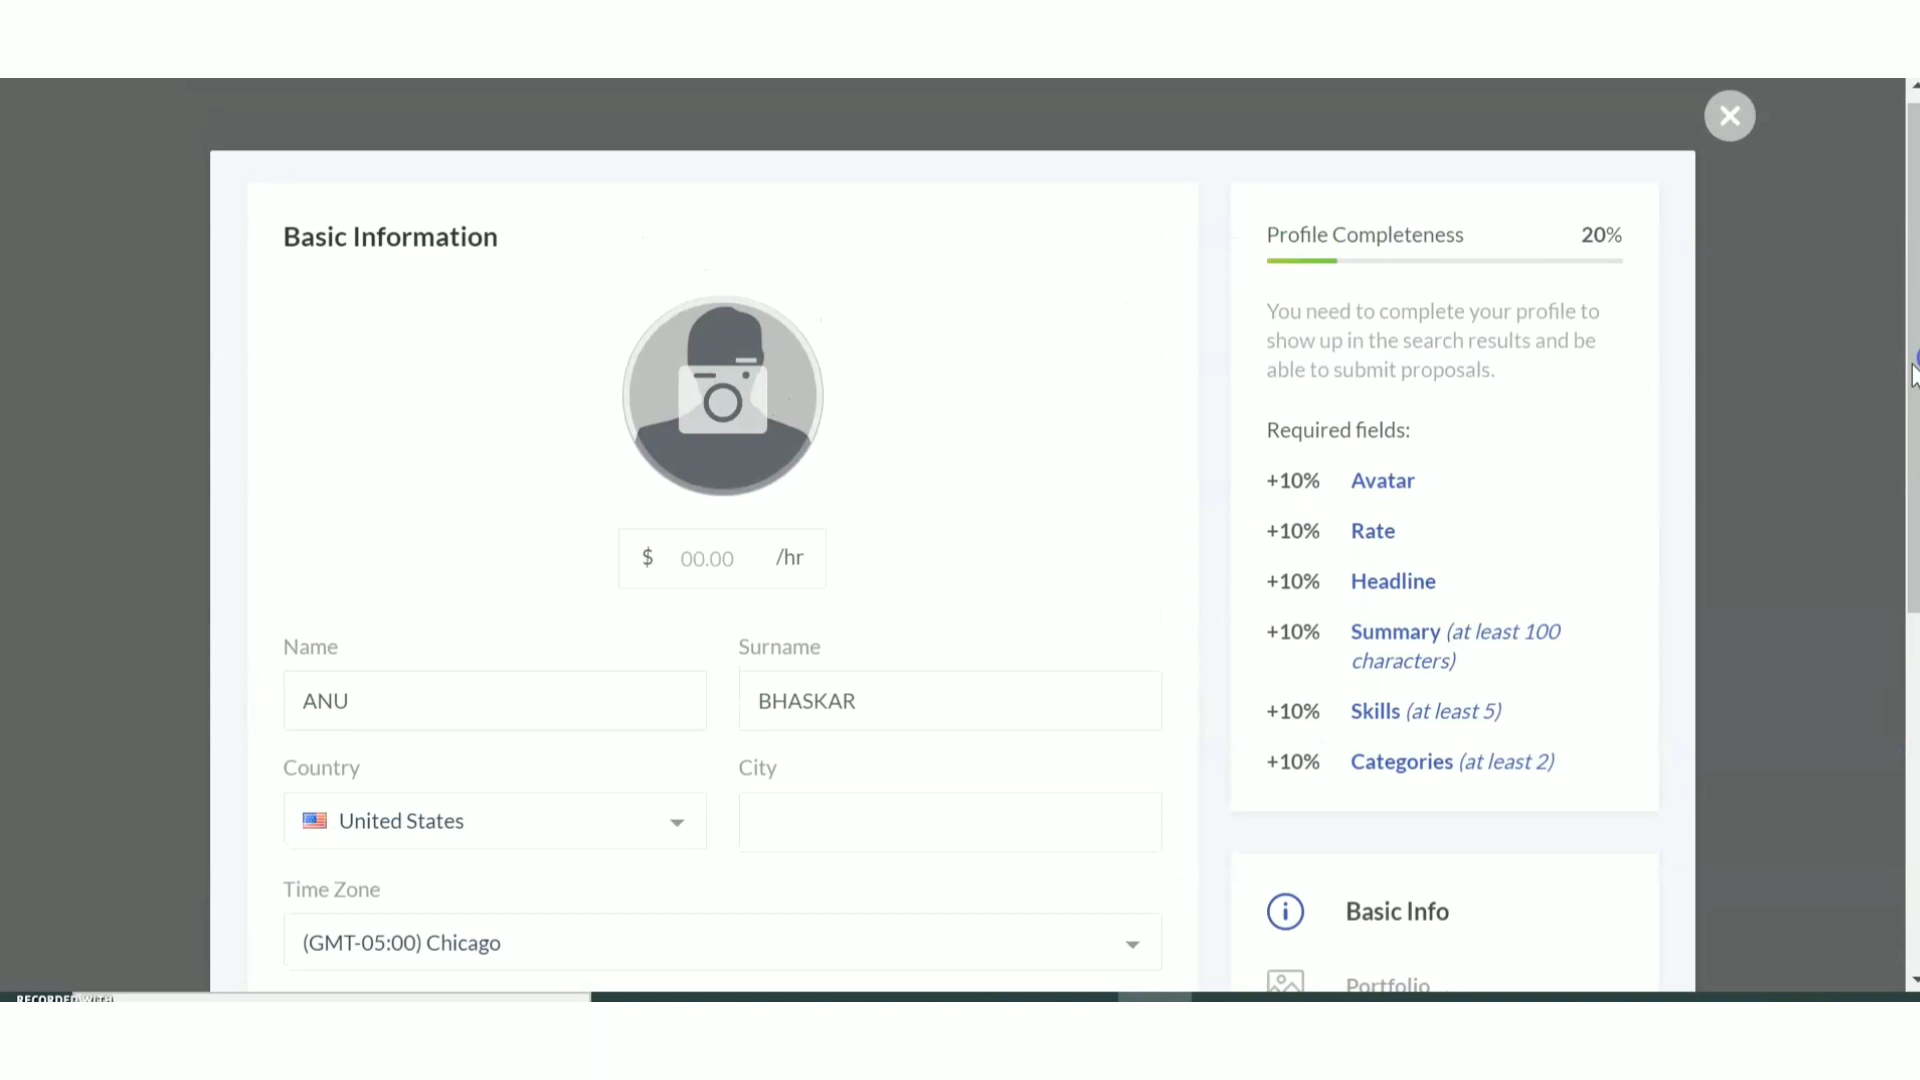 Basic Information
$ 00.00 /hr
Name
Surname
ANU
BHASKAR
Country
City
United States
Time Zone
(GMT-05:00) Chicago
Profile Completeness 20%
You need to complete your profile to
show up in the search results and be
able to submit proposals.
Required fields:
+10% Avatar
+10% Rate
+10% Headline
+10% Summary (at least 100
characters)
+10% Skills (at least 5)
+10% Categories (at least 2)
Basic Info
Portfolio
RECORDED WITH